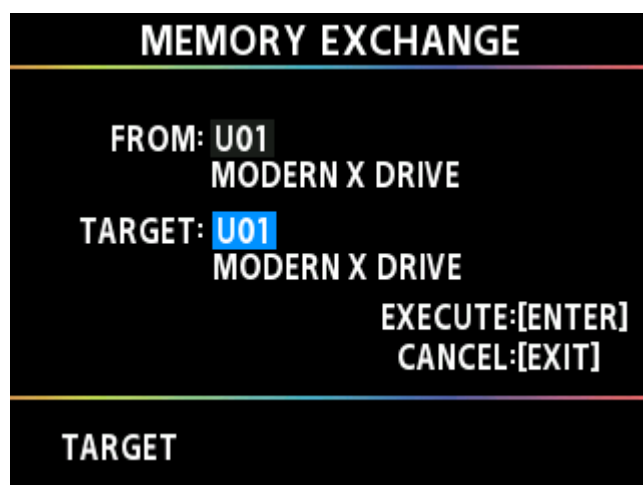 MEMORY EXCHANGE
FROM: U01
MODERN X DRIVE
TARGET: U01
MODERN X DRIVE
EXECUTE:[ENTER]
CANCEL:[EXIT]
TARGET